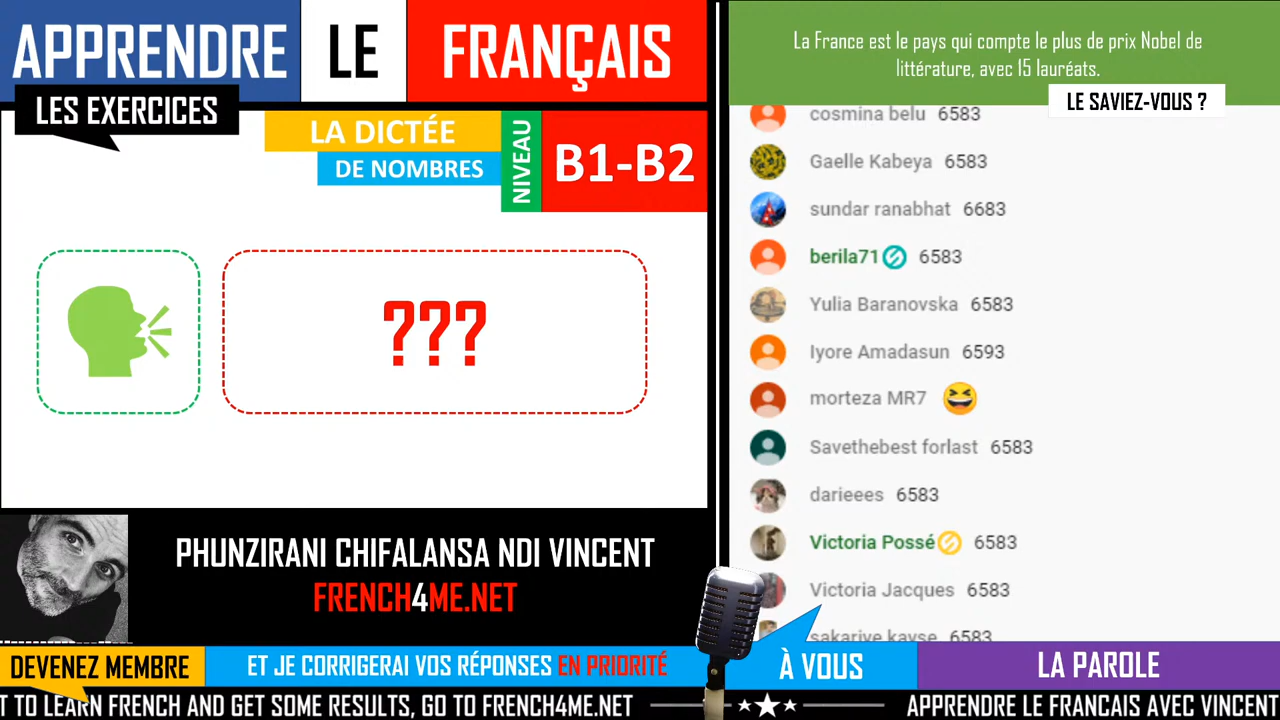 APPRENDRE LE FRANÇAIS
LES EXERCICES
LA DICTÉE
DE NOMBRES
NIVEAU
B1-B2
???
PHUNZIRANI CHIFALANSA NDI VINCENT
FRENCH4ME.NET
DEVENEZ MEMBRE
ET JE CORRIGERAI VOS RÉPONSES EN PRIORITÉ
T TO LEARN FRENCH AND GET SOME RESULTS, GO TO FRENCH4ME.NET
La France est le pays qui compte le plus de prix Nobel de
littérature, avec 15 lauréats.
LE SAVIEZ-VOUS ?
cosmina belu 6583
Gaelle Kabeya 6583
sundar ranabhat 6683
berila71 6583
Yulia Baranovska 6583
Iyore Amadasun 6593
morteza MR7 😆
Savethebest forlast 6583
darieees 6583
Victoria Possé 6583
Victoria Jacques 6583
sakariye kayse 6583
À VOUS
LA PAROLE
APPRENDRE LE FRANCAIS AVEC VINCENT